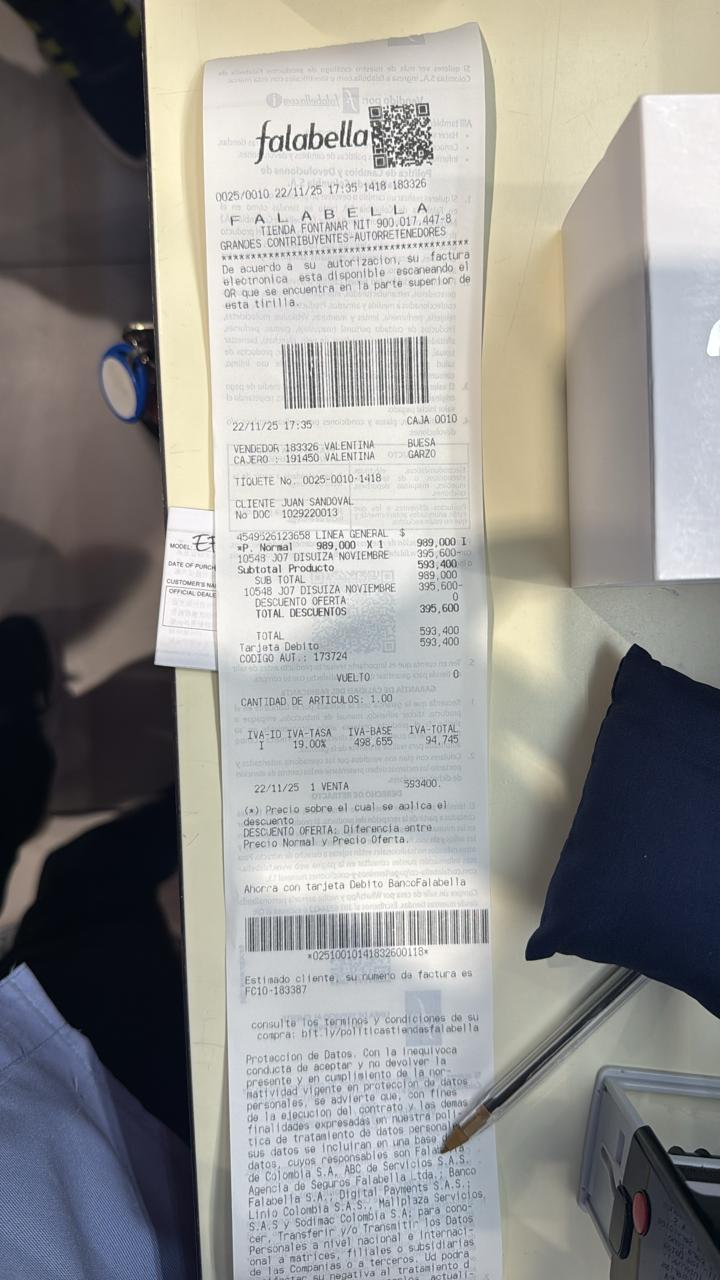 falabella
0025/0010 22/11/25 17:35 1418 183326
F A L A B E L L A
TIENDA FONTANAR NIT 900.017.447-8
GRANDES CONTRIBUYENTES-AUTORRETENEDORES
****************************************
De acuerdo a su autorizacion, su factura
electronica esta disponible escaneando el
QR que se encuentra en la parte superior de
esta tirilla.
22/11/25 17:35 CAJA 0010
VENDEDOR 183326 VALENTINA BUESA
CAJERO : 191450 VALENTINA GARZO
TIQUETE No. 0025-0010-1418
CLIENTE JUAN SANDOVAL
No DOC 1029220013
4549526123658 LINEA GENERAL $
*P. Normal 989,000 X 1 989,000 I
10548 J07 DISUIZA NOVIEMBRE 395,600-
Subtotal Producto 593,400
SUB TOTAL 989,000
10548 J07 DISUIZA NOVIEMBRE 395,600-
DESCUENTO OFERTA 0
TOTAL DESCUENTOS 395,600
TOTAL 593,400
Tarjeta Debito 593,400
CODIGO AUT.: 173724
VUELTO 0
CANTIDAD DE ARTICULOS: 1.00
IVA-ID IVA-TASA IVA-BASE IVA-TOTAL
I 19.00% 498,655 94,745
22/11/25 1 VENTA 593400.
(*) Precio sobre el cual se aplica el
descuento
DESCUENTO OFERTA: Diferencia entre
Precio Normal y Precio Oferta.
Ahorra con tarjeta Debito BancoFalabella
*02510010141832600118*
Estimado cliente, su numero de factura es
FC10-183387
consulte los terminos y condiciones de su
compra: bit.ly/politicastiendasfalabella
Proteccion de Datos. Con la inequivoca
conducta de aceptar y no devolver la
presente y en cumplimiento de la nor-
matividad vigente en proteccion de datos
personales, se advierte que, con fines
de la ejecucion del contrato y las demas
finalidades expresadas en nuestra poli-
tica de tratamiento de datos personal
sus datos se incluiran en una base
datos, cuyos responsables son Falabella
de Colombia S.A, ABC de Servicios S.A.S,
Agencia de Seguros Falabella Ltda.; Banco
Falabella S.A.; Digital Payments S.A.S.;
Linio Colombia S.A.S., Mallplaza Servicios,
S.A.S y Sodimac Colombia S.A; para cono-
cer, Transferir y/o Transmitir los Datos
Personales a nivel nacional e Internaci-
onal a matrices, filiales o subsidiarias
de las Companias o a terceros. Ud podra
su negativa al tratamiento d
MODEL:
DATE OF PURCH
CUSTOMER'S NA
OFFICIAL DEALE